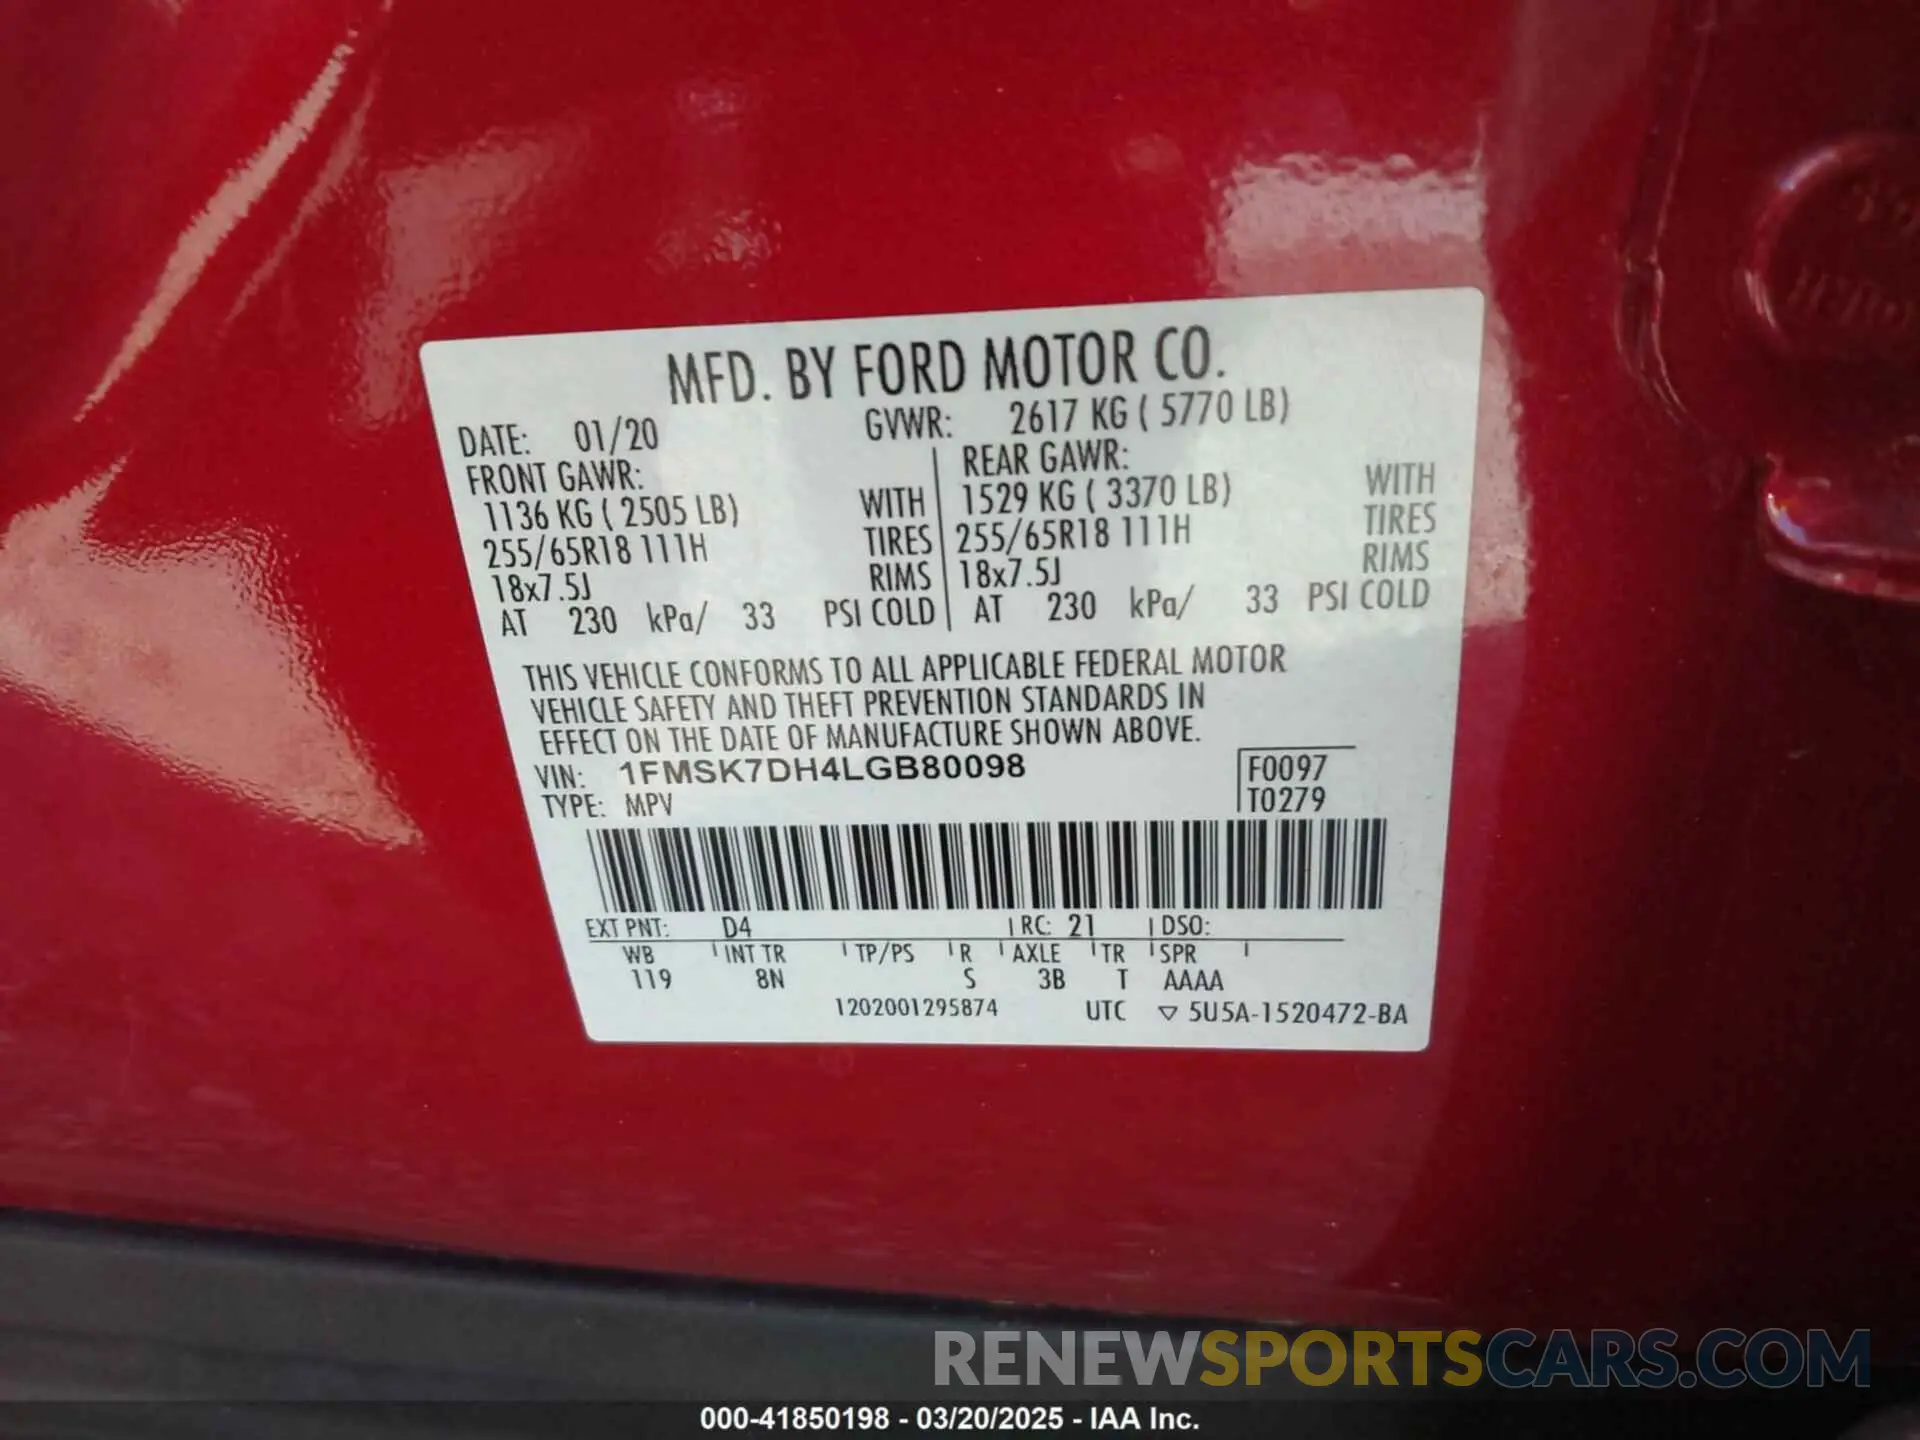 MFD. BY FORD MOTOR CO.
DATE: 01/20 GVWR: 2617 KG ( 5770 LB)
FRONT GAWR: REAR GAWR:
1136 KG ( 2505 LB) WITH 1529 KG ( 3370 LB) WITH
255/65R18 111H TIRES 255/65R18 111H TIRES
18x7.5J RIMS 18x7.5J RIMS
AT 230 kPa/ 33 PSI COLD AT 230 kPa/ 33 PSI COLD
THIS VEHICLE CONFORMS TO ALL APPLICABLE FEDERAL MOTOR
VEHICLE SAFETY AND THEFT PREVENTION STANDARDS IN
EFFECT ON THE DATE OF MANUFACTURE SHOWN ABOVE.
VIN: 1FMSK7DH4LGB80098 F0097
TYPE: MPV T0279
EXT PNT: D4 RC: 21 DSO:
WB INT TR TP/PS R AXLE TR SPR
119 8N S 3B T AAAA
1202001295874 UTC ▽ 5U5A-1520472-BA
RENEWSPORTSCARS.COM
000-41850198 - 03/20/2025 - IAA Inc.